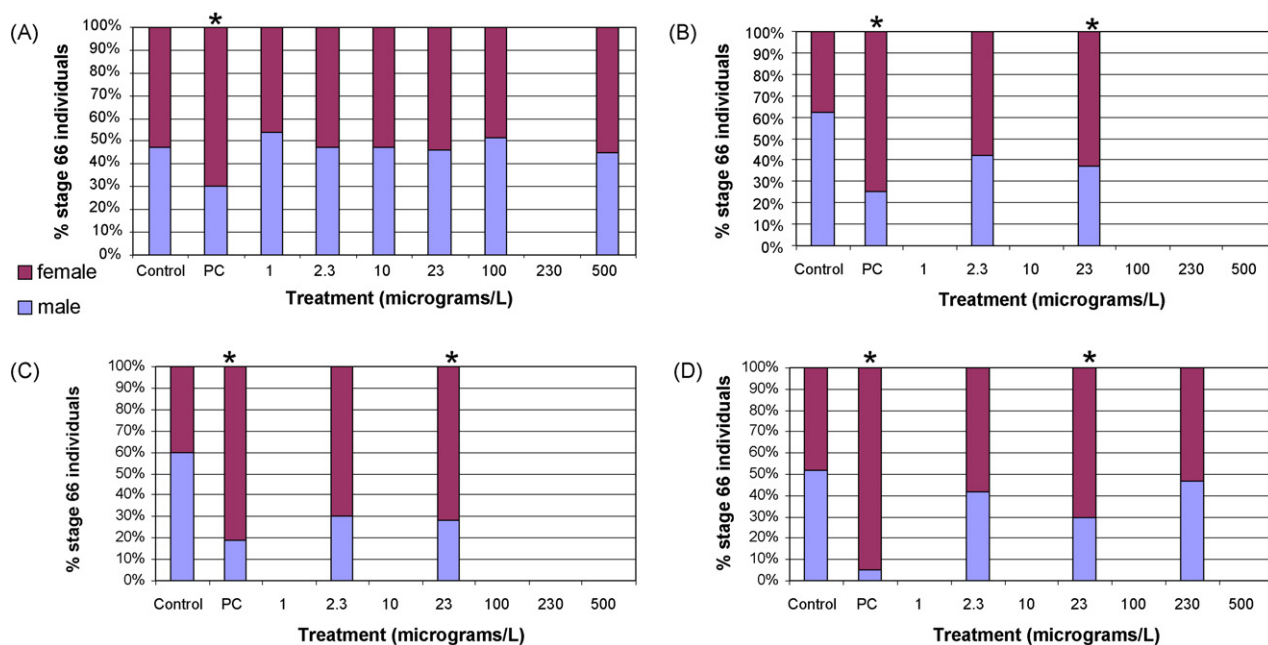 (A)
*
% stage 66 individuals
100%
90%
80%
70%
60%
50%
40%
30%
20%
10%
0%
Control PC 1 2.3 10 23 100 230 500
Treatment (micrograms/L)
female
male
(B)
* *
% stage 66 individuals
100%
90%
80%
70%
60%
50%
40%
30%
20%
10%
0%
Control PC 1 2.3 10 23 100 230 500
Treatment (micrograms/L)
(C)
* *
% stage 66 individuals
100%
90%
80%
70%
60%
50%
40%
30%
20%
10%
0%
Control PC 1 2.3 10 23 100 230 500
Treatment (micrograms/L)
(D)
* *
% stage 66 individuals
100%
90%
80%
70%
60%
50%
40%
30%
20%
10%
0%
Control PC 1 2.3 10 23 100 230 500
Treatment (micrograms/L)